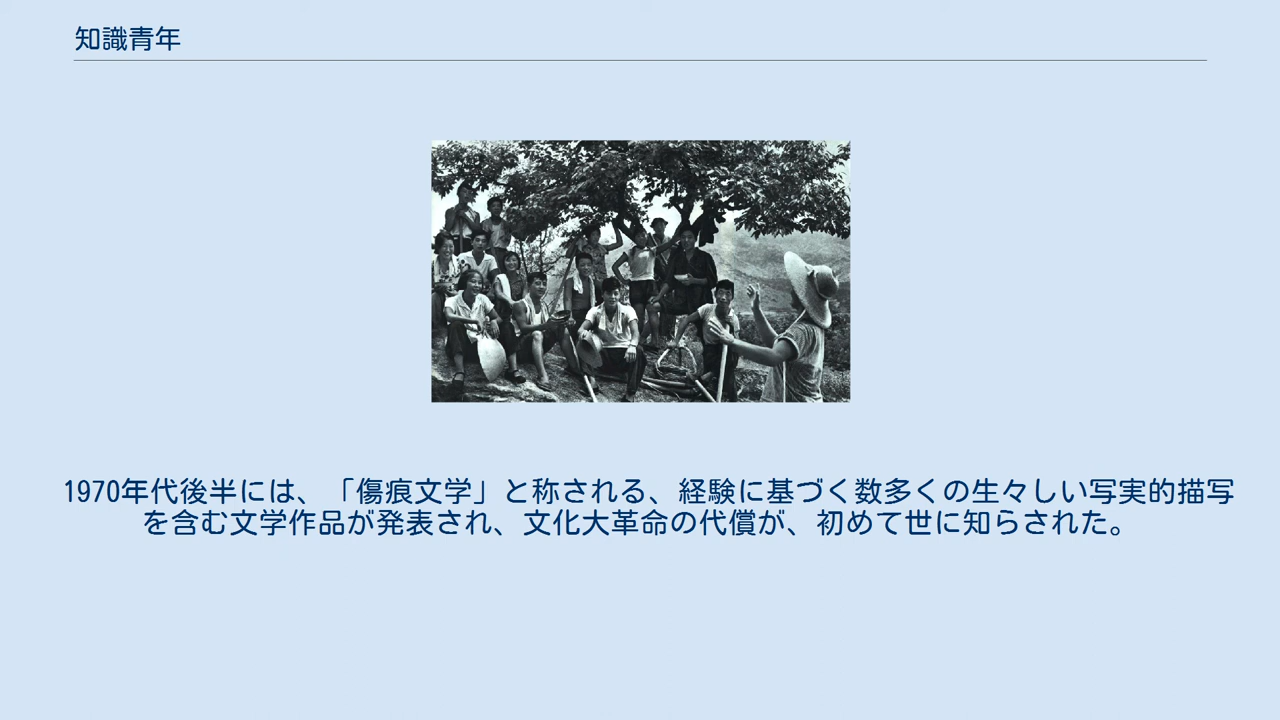 知識青年
1970年代後半には、「傷痕文学」と称される、経験に基づく数多くの生々しい写実的描写
を含む文学作品が発表され、文化大革命の代償が、初めて世に知らされた。